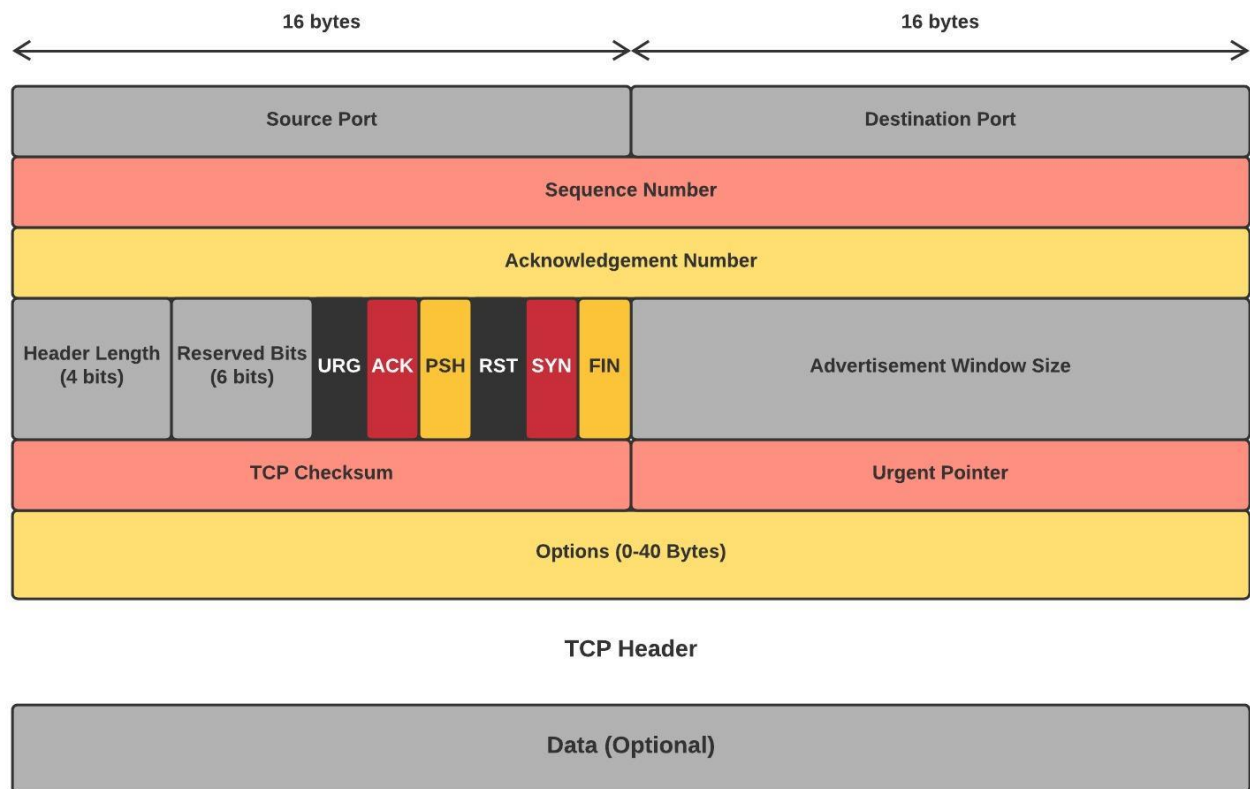 16 bytes
16 bytes
Source Port
Destination Port
Sequence Number
Acknowledgement Number
Header Length
(4 bits)
Reserved Bits
(6 bits)
URG
ACK
PSH
RST
SYN
FIN
Advertisement Window Size
TCP Checksum
Urgent Pointer
Options (0-40 Bytes)
TCP Header
Data (Optional)